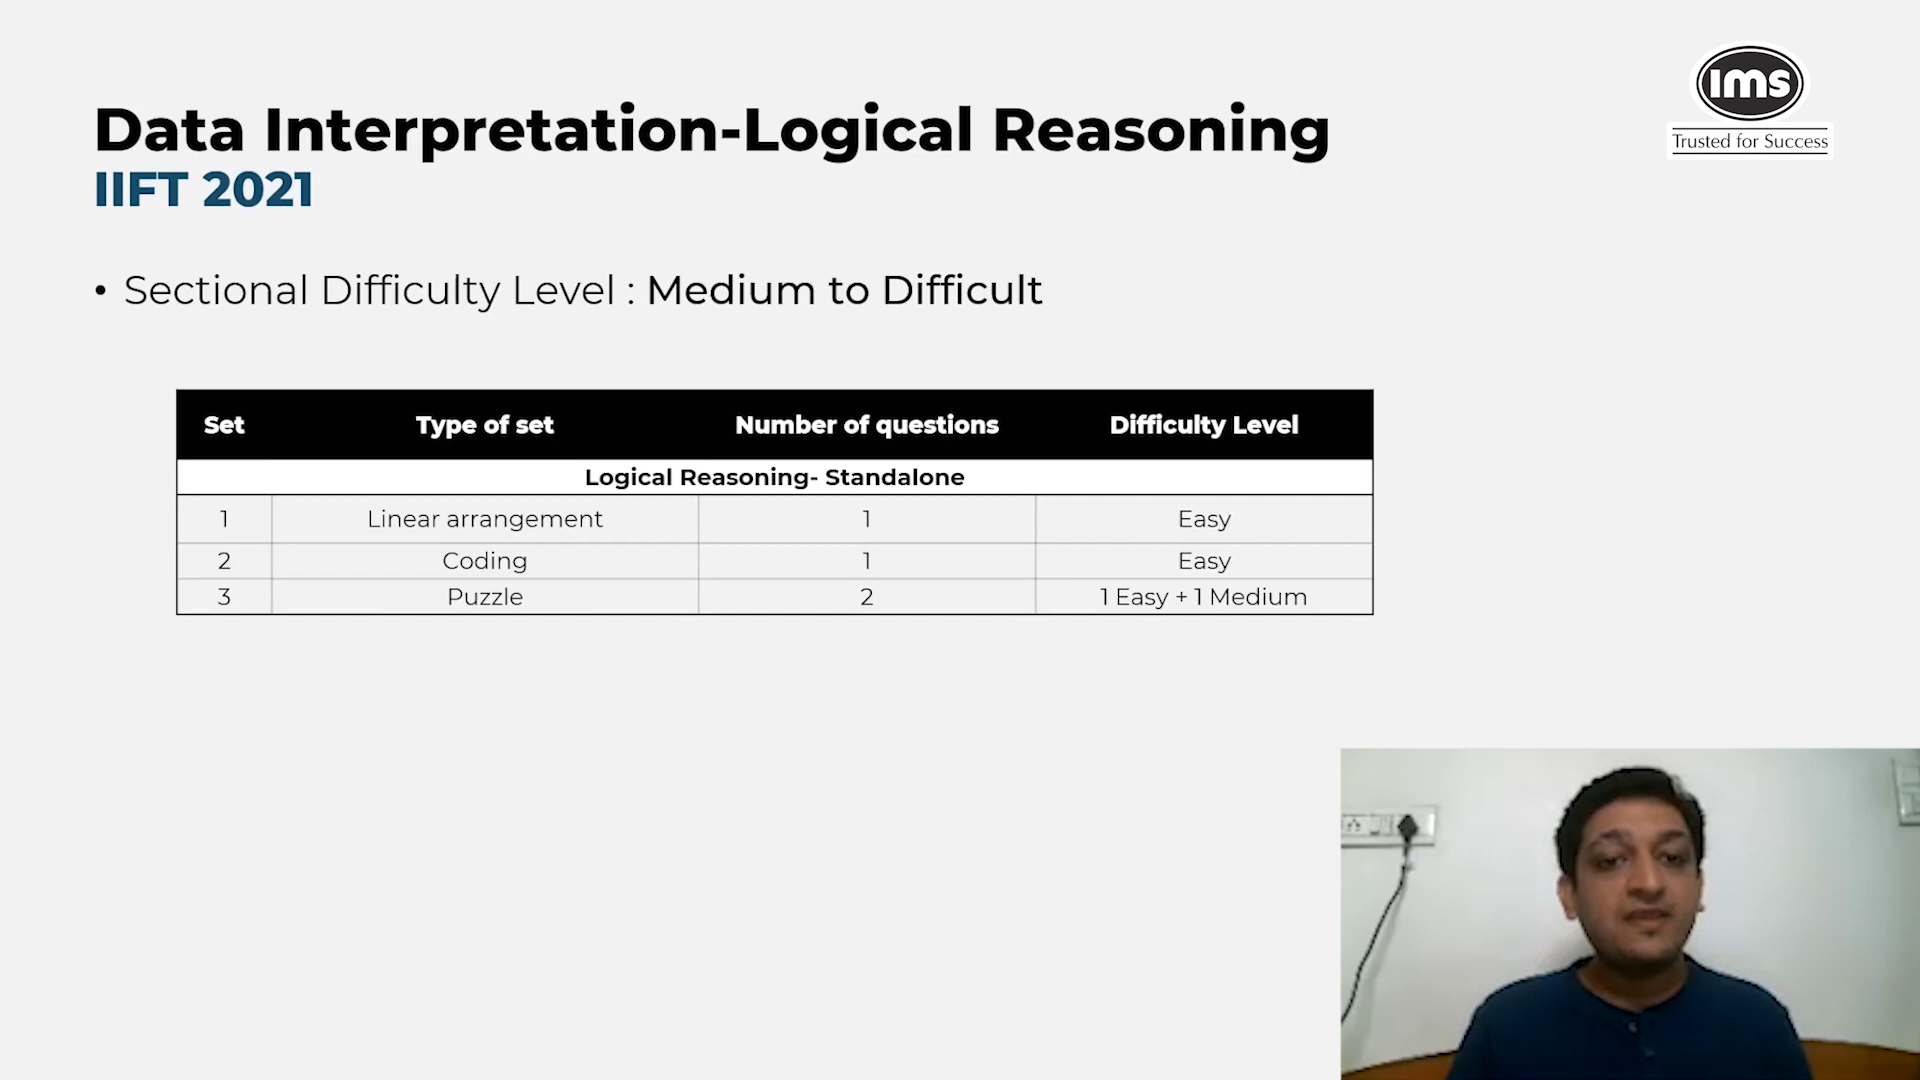 ims
Trusted for Success
Data Interpretation-Logical Reasoning
IIFT 2021
• Sectional Difficulty Level : Medium to Difficult
Set Type of set Number of questions Difficulty Level
Logical Reasoning- Standalone
1 Linear arrangement 1 Easy
2 Coding 1 Easy
3 Puzzle 2 1 Easy + 1 Medium